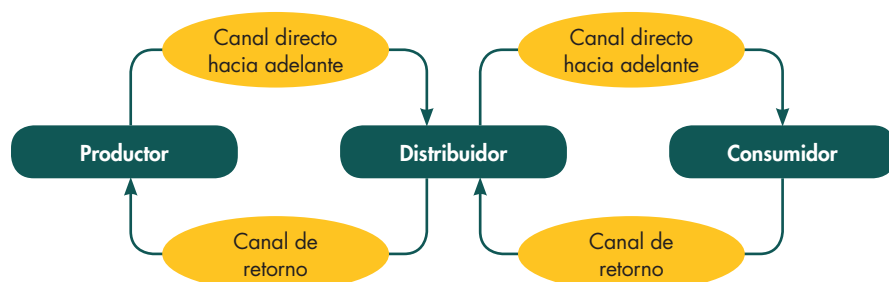 Canal directo
hacia adelante
Canal directo
hacia adelante
Productor
Distribuidor
Consumidor
Canal de
retorno
Canal de
retorno